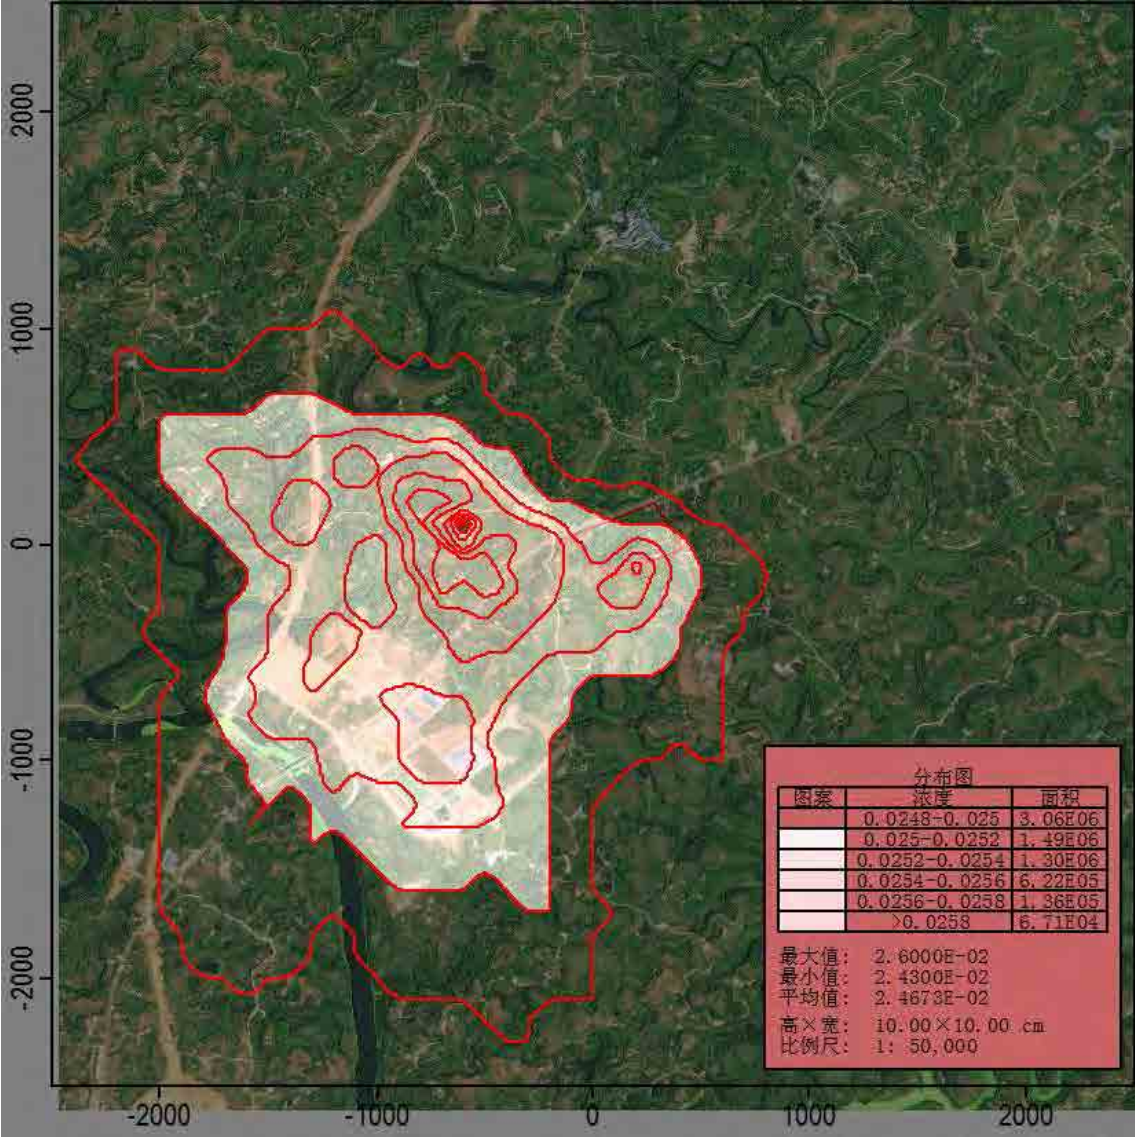 2000
1000
0
-1000
-2000
分布图
图案 浓度 面积
0.0248-0.025 3.06E06
0.025-0.0252 1.49E06
0.0252-0.0254 1.30E06
0.0254-0.0256 6.22E05
0.0256-0.0258 1.36E05
>0.0258 6.71E04
最大值: 2.6000E-02
最小值: 2.4300E-02
平均值: 2.4673E-02
高×宽: 10.00×10.00 cm
比例尺: 1: 50,000
-2000 -1000 0 1000 2000